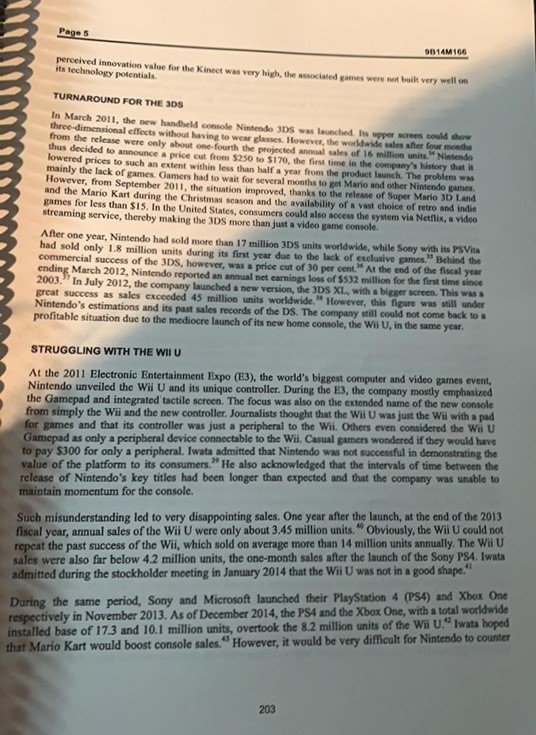 Page 5
9B14M166
perceived innovation value for the Kinect was very high, the associated games were not built very well on
its technology potentials.
TURNAROUND FOR THE 3DS
In March 2011, the new handheld console Nintendo 3DS was launched. Its upper screen could show
three-dimensional effects without having to wear glasses. However, the worldwide sales after four months
from the release were only about one-fourth the projected annual sales of 16 million units.34 Nintendo
thus decided to announce a price cut from $250 to $170, the first time in the company's history that it
lowered prices to such an extent within less than half a year from the product launch. The problem was
mainly the lack of games. Gamers had to wait for several months to get Mario and other Nintendo games.
However, from September 2011, the situation improved, thanks to the release of Super Mario 3D Land
and the Mario Kart during the Christmas season and the availability of a vast choice of retro and indie
games for less than $15. In the United States, consumers could also access the system via Netflix, a video
streaming service, thereby making the 3DS more than just a video game console.
After one year, Nintendo had sold more than 17 million 3DS units worldwide, while Sony with its PSVita
had sold only 1.8 million units during its first year due to the lack of exclusive games.35 Behind the
commercial success of the 3DS, however, was a price cut of 30 per cent.36 At the end of the fiscal year
ending March 2012, Nintendo reported an annual net earnings loss of $532 million for the first time since
2003.37 In July 2012, the company launched a new version, the 3DS XL, with a bigger screen. This was a
great success as sales exceeded 45 million units worldwide.38 However, this figure was still under
Nintendo's estimations and its past sales records of the DS. The company still could not come back to a
profitable situation due to the mediocre launch of its new home console, the Wii U, in the same year.
STRUGGLING WITH THE WII U
At the 2011 Electronic Entertainment Expo (E3), the world's biggest computer and video games event,
Nintendo unveiled the Wii U and its unique controller. During the E3, the company mostly emphasized
the Gamepad and integrated tactile screen. The focus was also on the extended name of the new console
from simply the Wii and the new controller. Journalists thought that the Wii U was just the Wii with a pad
for games and that its controller was just a peripheral to the Wii. Others even considered the Wii U
Gamepad as only a peripheral device connectable to the Wii. Casual gamers wondered if they would have
to pay $300 for only a peripheral. Iwata admitted that Nintendo was not successful in demonstrating the
value of the platform to its consumers.39 He also acknowledged that the intervals of time between the
release of Nintendo's key titles had been longer than expected and that the company was unable to
maintain momentum for the console.
Such misunderstanding led to very disappointing sales. One year after the launch, at the end of the 2013
fiscal year, annual sales of the Wii U were only about 3.45 million units.40 Obviously, the Wii U could not
repeat the past success of the Wii, which sold on average more than 14 million units annually. The Wii U
sales were also far below 4.2 million units, the one-month sales after the launch of the Sony PS4. Iwata
admitted during the stockholder meeting in January 2014 that the Wii U was not in a good shape.41
During the same period, Sony and Microsoft launched their PlayStation 4 (PS4) and Xbox One
respectively in November 2013. As of December 2014, the PS4 and the Xbox One, with a total worldwide
installed base of 17.3 and 10.1 million units, overtook the 8.2 million units of the Wii U.42 Iwata hoped
that Mario Kart would boost console sales.43 However, it would be very difficult for Nintendo to counter
203